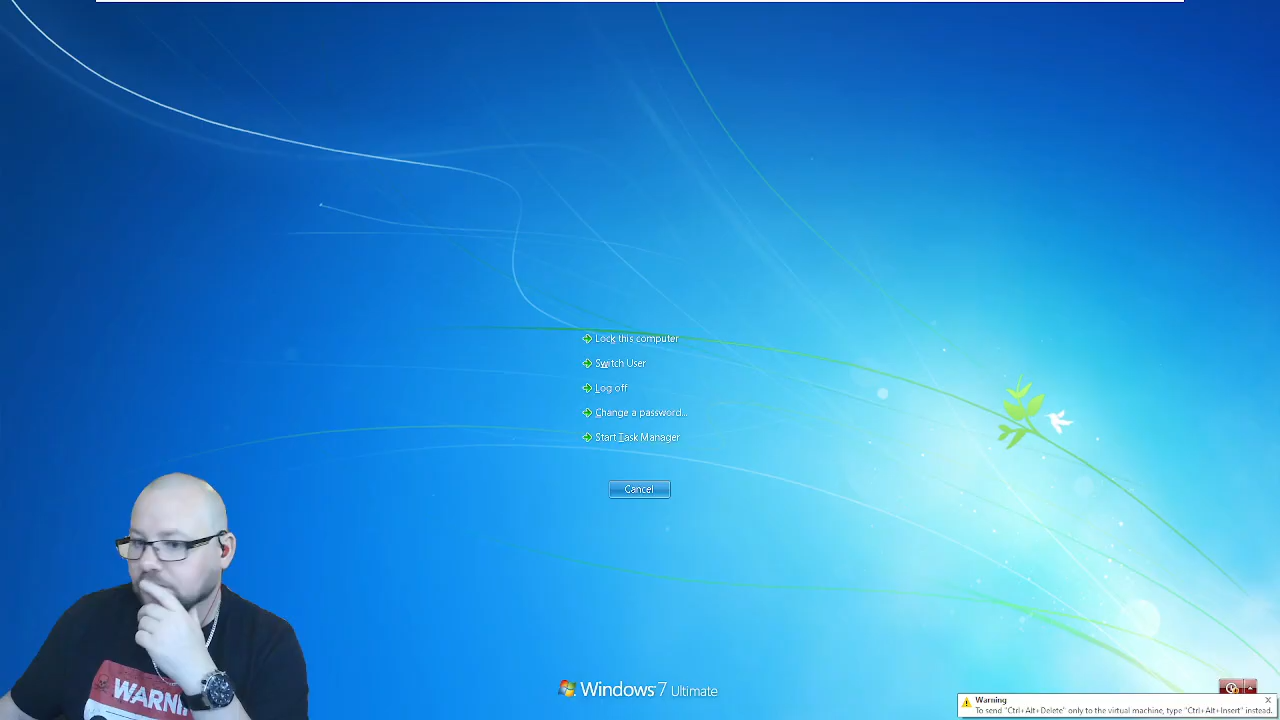 Lock this computer
Switch User
Log off
Change a password...
Start Task Manager
Cancel
WARNI
Windows 7 Ultimate
Warning
To send "Ctrl+Alt+Delete" only to the virtual machine, type "Ctrl+Alt+Insert" instead.